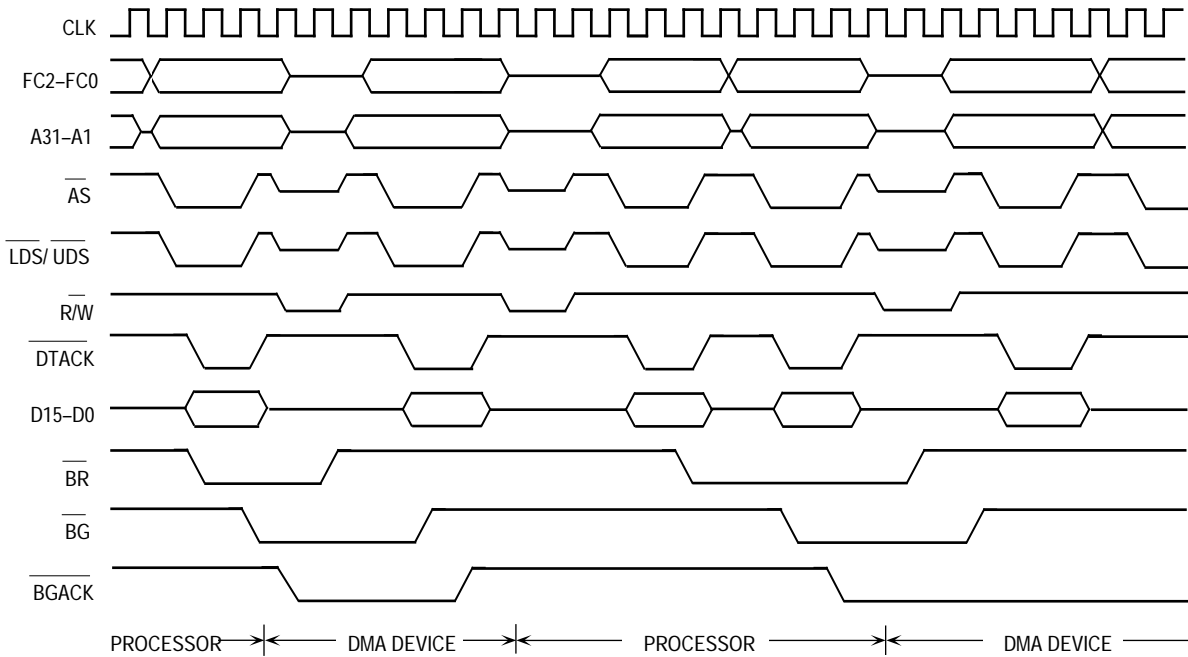 CLK
FC2–FC0
A31–A1
AS
LDS/ UDS
R/W
DTACK
D15–D0
BR
BG
BGACK
PROCESSOR DMA DEVICE PROCESSOR DMA DEVICE